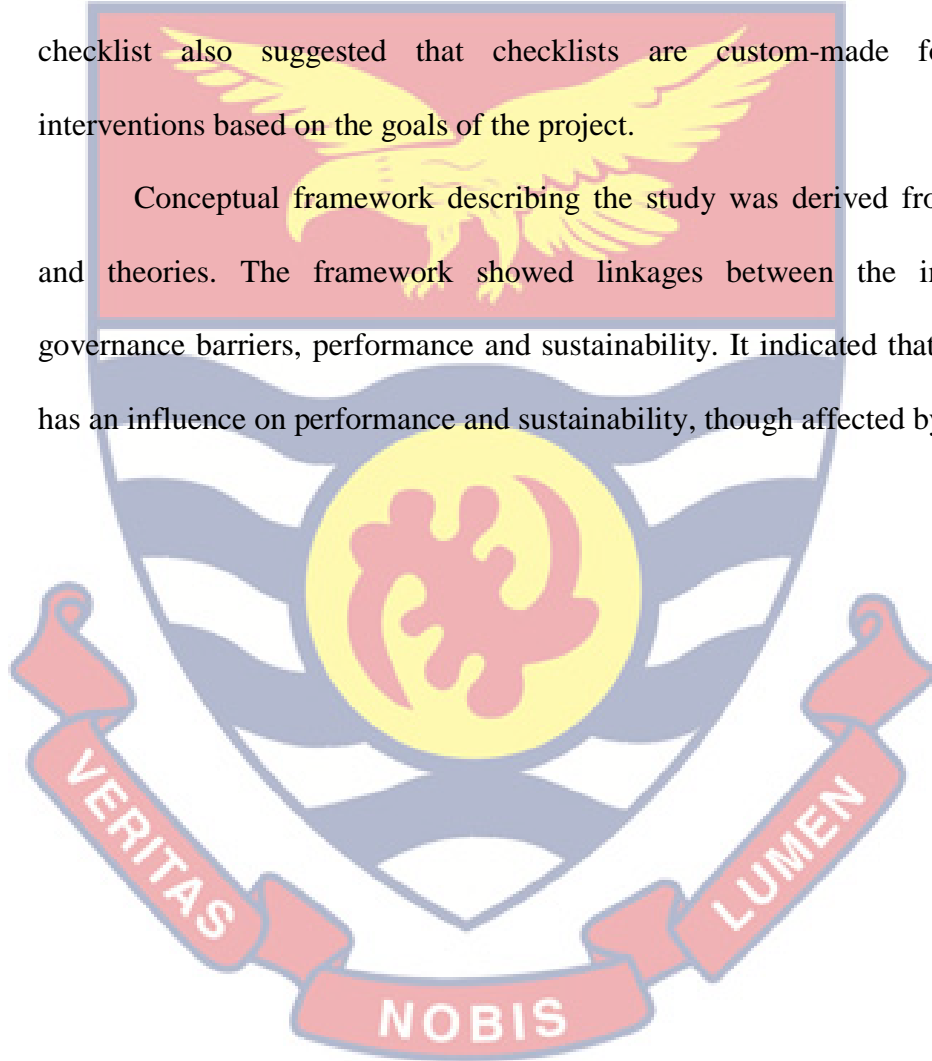 checklist also suggested that checklists are custom-made fo
interventions based on the goals of the project.
Conceptual framework describing the study was derived fro
and theories. The framework showed linkages between the in
governance barriers, performance and sustainability. It indicated that
has an influence on performance and sustainability, though affected by
VERITAS
NOBIS
LUMEN